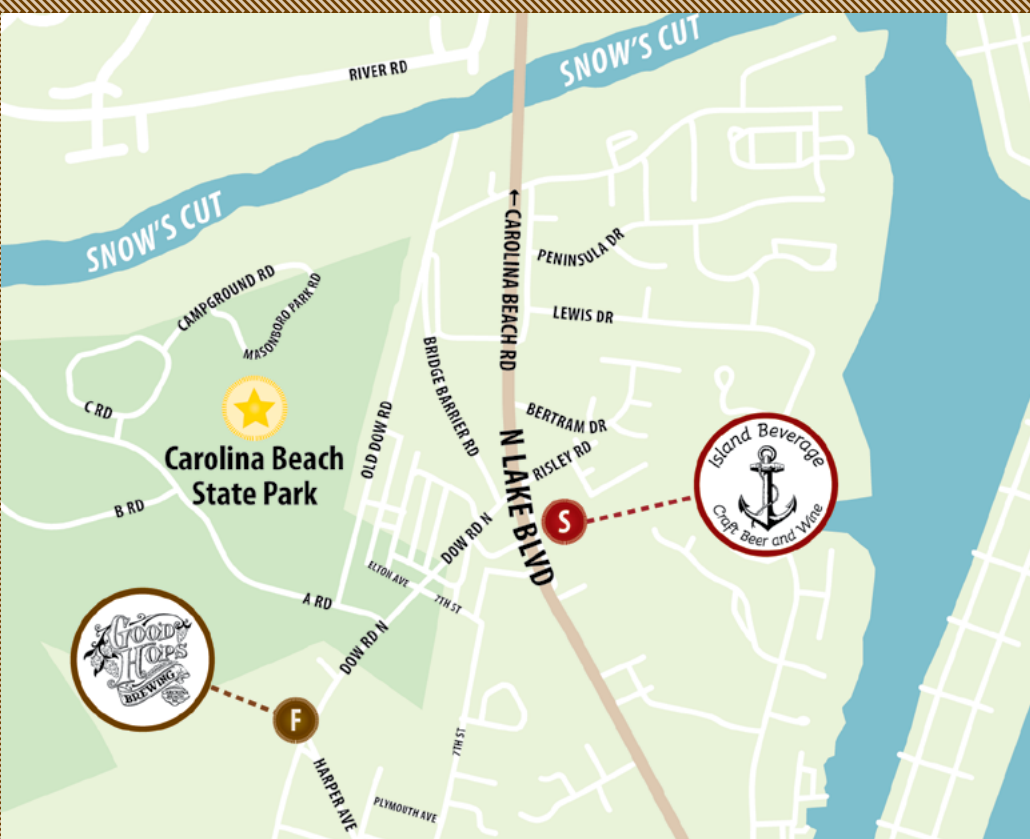 SNOW'S CUT
RIVER RD
SNOW'S CUT
←CAROLINA BEACH RD
PENINSULA DR
CAMPGROUND RD
MASONBORO PARK RD
LEWIS DR
BRIDGE BARRIER RD
C RD
OLD DOW RD
BERTRAM DR
Carolina Beach
State Park
N LAKE BLVD
RISLEY RD
Island Beverage
Craft Beer and Wine
S
B RD
DOW RD N
ELTON AVE
7TH ST
A RD
DOW RD N
GOOD
HOPS
BREWING
F
7TH ST
HARPER AVE
PLYMOUTH AVE